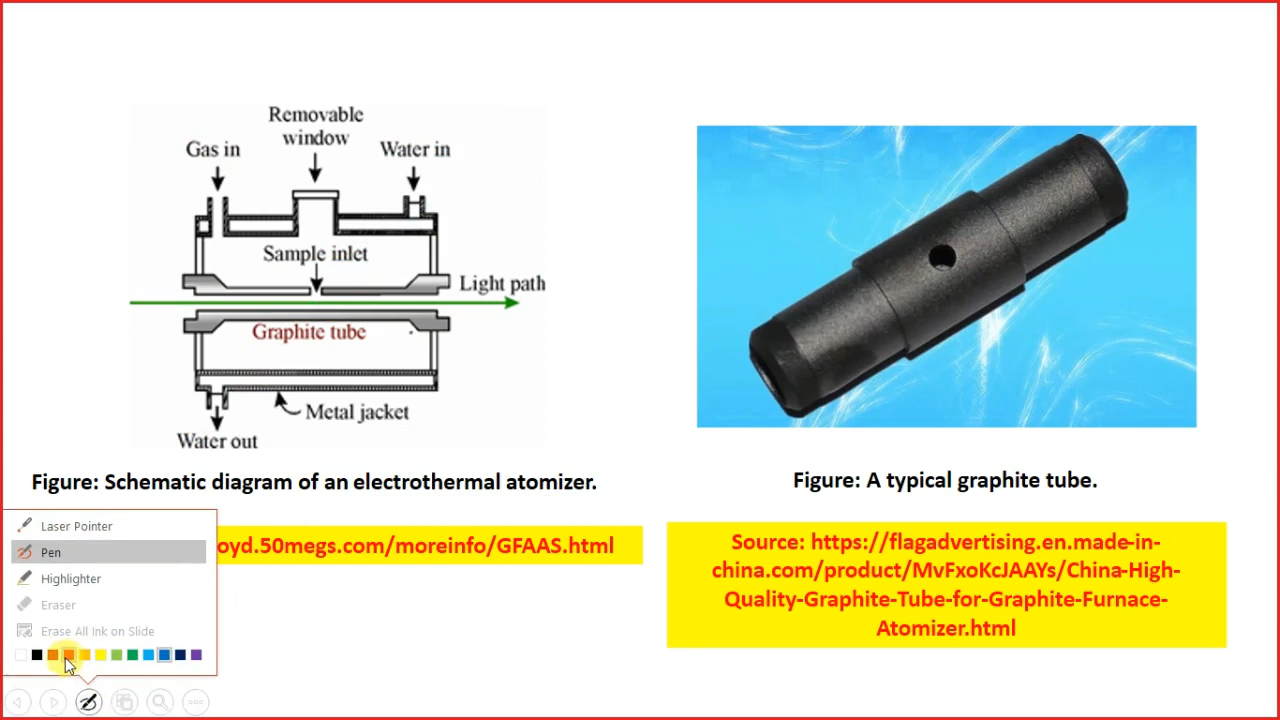 Removable
window
Gas in
Water in
Sample inlet
Light path
Graphite tube
Metal jacket
Water out
Figure: Schematic diagram of an electrothermal atomizer.
oyd.50megs.com/moreinfo/GFAAS.html
Figure: A typical graphite tube.
Source: https://flagadvertising.en.made-in-
china.com/product/MvFxoKcJAAYs/China-High-
Quality-Graphite-Tube-for-Graphite-Furnace-
Atomizer.html
Laser Pointer
Pen
Highlighter
Eraser
Erase All Ink on Slide